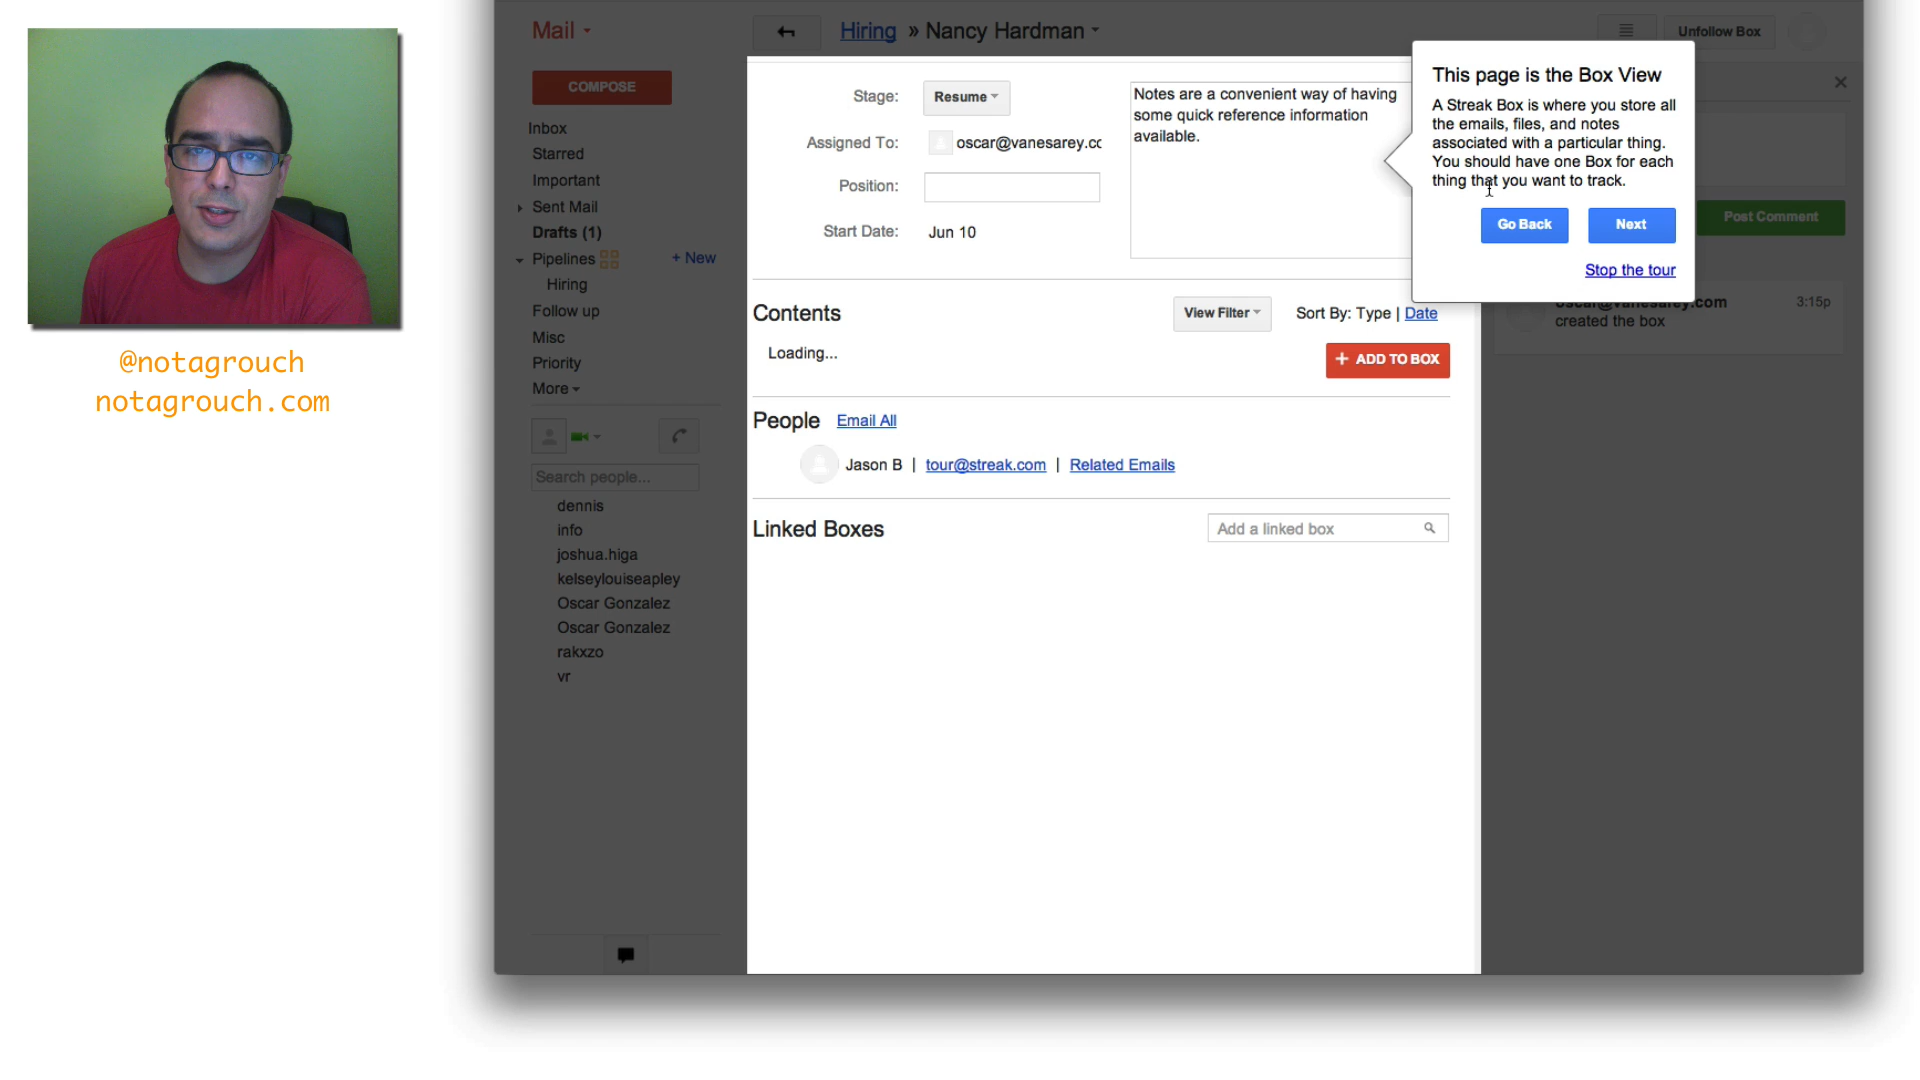 @notagrouch
notagrouch.com
Mail
Hiring » Nancy Hardman
Unfollow Box
COMPOSE
Inbox
Starred
Important
Sent Mail
Drafts (1)
Pipelines
+ New
Hiring
Follow up
Misc
Priority
More
Search people...
dennis
info
joshua.higa
kelseylouiseapley
Oscar Gonzalez
Oscar Gonzalez
rakxzo
vr
Stage: Resume
Assigned To: oscar@vanesarey.cc
Position:
Start Date: Jun 10
Notes are a convenient way of having
some quick reference information
available.
Contents
View Filter
Sort By: Type | Date
Loading...
+ ADD TO BOX
People Email All
Jason B | tour@streak.com | Related Emails
Linked Boxes
Add a linked box
This page is the Box View
A Streak Box is where you store all
the emails, files, and notes
associated with a particular thing.
You should have one Box for each
thing that you want to track.
Go Back
Next
Stop the tour
Post Comment
oscar@vanesarey.com 3:15p
created the box